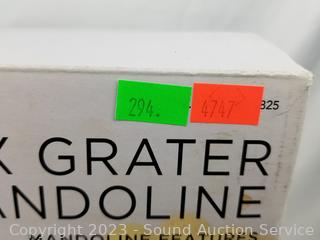 294.
4747
325
X GRATER
ANDOLINE
MANDOLINE FEATURES
Copyright 2023 - Sound Auction Service